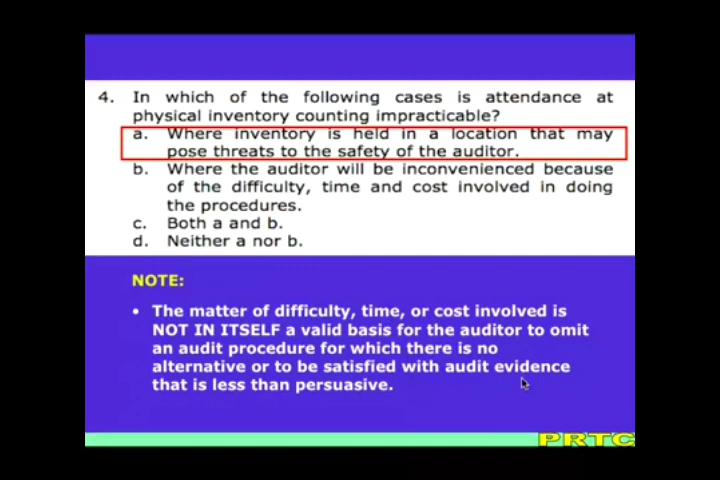 4. In which of the following cases is attendance at
physical inventory counting impracticable?
a. Where inventory is held in a location that may
pose threats to the safety of the auditor.
b. Where the auditor will be inconvenienced because
of the difficulty, time and cost involved in doing
the procedures.
c. Both a and b.
d. Neither a nor b.
NOTE:
• The matter of difficulty, time, or cost involved is
NOT IN ITSELF a valid basis for the auditor to omit
an audit procedure for which there is no
alternative or to be satisfied with audit evidence
that is less than persuasive.
PRTC